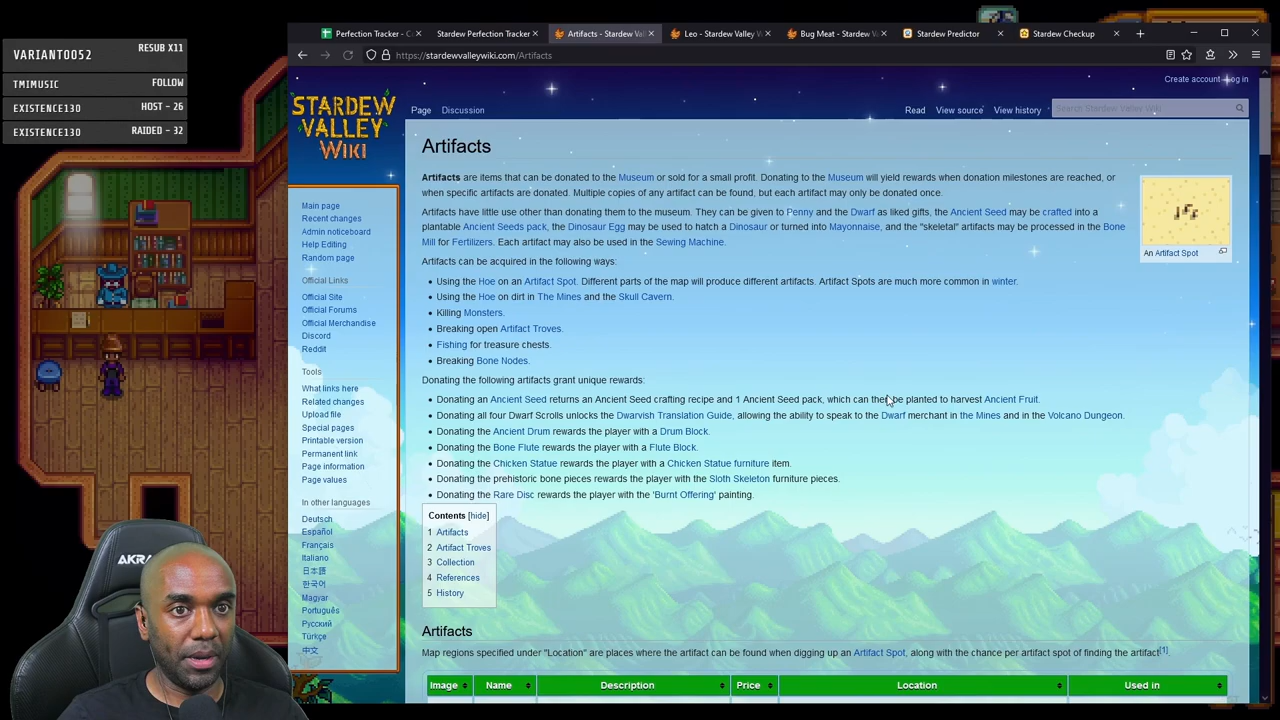 VARIANT0052 RESUB X11
TMIMUSIC FOLLOW
EXISTENCE130 HOST - 26
EXISTENCE130 RAIDED - 32
Perfection Tracker - C
Stardew Perfection Tracker
Artifacts - Stardew Val
Leo - Stardew Valley W
Bug Meat - Stardew V
Stardew Predictor
Stardew Checkup
https://stardewvalleywiki.com/Artifacts
Create account
og in
STARDEW
VALLEY
WIKI
Page
Discussion
Read
View source
View history
Search Stardew Valley Wiki
Main page
Recent changes
Admin noticeboard
Help Editing
Random page
Official Links
Official Site
Official Forums
Official Merchandise
Discord
Reddit
Tools
What links here
Related changes
Upload file
Special pages
Printable version
Permanent link
Page information
Page values
In other languages
Deutsch
Español
Français
Italiano
日本語
한국어
Magyar
Português
Русский
Türkçe
中文
Artifacts
Artifacts are items that can be donated to the Museum or sold for a small profit. Donating to the Museum will yield rewards when donation milestones are reached, or
when specific artifacts are donated. Multiple copies of any artifact can be found, but each artifact may only be donated once.
Artifacts have little use other than donating them to the museum. They can be given to Penny and the Dwarf as liked gifts, the Ancient Seed may be crafted into a
plantable Ancient Seeds pack, the Dinosaur Egg may be used to hatch a Dinosaur or turned into Mayonnaise, and the "skeletal" artifacts may be processed in the Bone
Mill for Fertilizers. Each artifact may also be used in the Sewing Machine.
An Artifact Spot
Artifacts can be acquired in the following ways:
• Using the Hoe on an Artifact Spot. Different parts of the map will produce different artifacts. Artifact Spots are much more common in winter.
• Using the Hoe on dirt in The Mines and the Skull Cavern.
• Killing Monsters.
• Breaking open Artifact Troves.
• Fishing for treasure chests.
• Breaking Bone Nodes.
Donating the following artifacts grant unique rewards:
• Donating an Ancient Seed returns an Ancient Seed crafting recipe and 1 Ancient Seed pack, which can then be planted to harvest Ancient Fruit.
• Donating all four Dwarf Scrolls unlocks the Dwarvish Translation Guide, allowing the ability to speak to the Dwarf merchant in the Mines and in the Volcano Dungeon.
• Donating the Ancient Drum rewards the player with a Drum Block.
• Donating the Bone Flute rewards the player with a Flute Block.
• Donating the Chicken Statue rewards the player with a Chicken Statue furniture item.
• Donating the prehistoric bone pieces rewards the player with the Sloth Skeleton furniture pieces.
• Donating the Rare Disc rewards the player with the 'Burnt Offering' painting.
Contents [hide]
1 Artifacts
2 Artifact Troves
3 Collection
4 References
5 History
Artifacts
Map regions specified under "Location" are places where the artifact can be found when digging up an Artifact Spot, along with the chance per artifact spot of finding the artifact[1]
Image Name Description Price Location Used in
AKRA